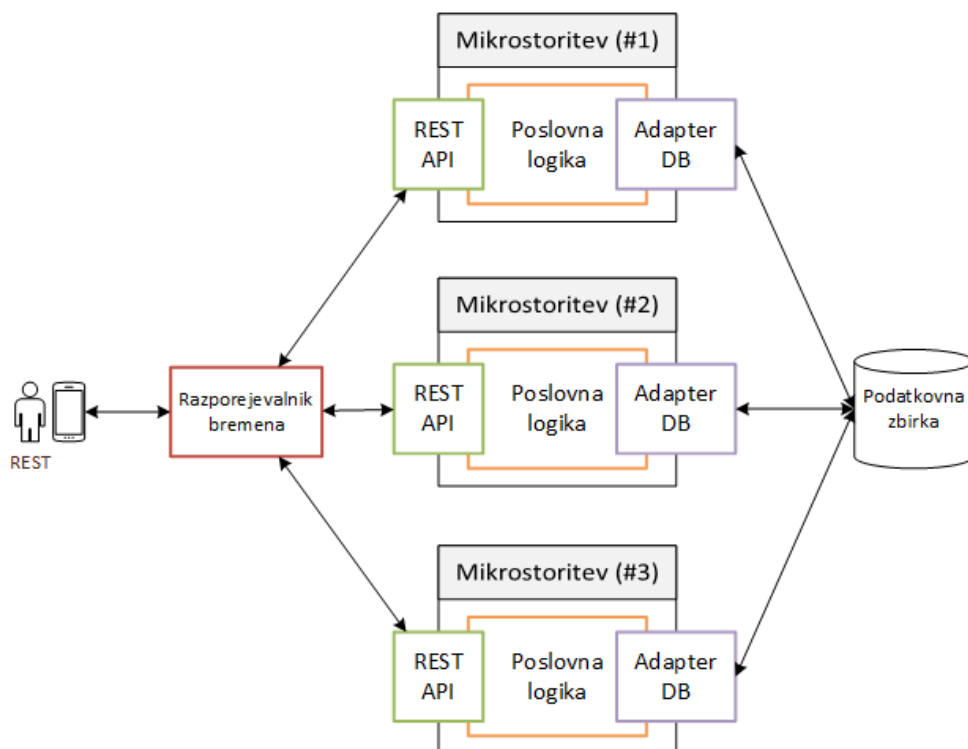 Mikrostoritev (#1)
REST
API
Poslovna
logika
Adapter
DB
Mikrostoritev (#2)
REST
API
Poslovna
logika
Adapter
DB
REST
Razporejevalnik
bremena
Podatkovna
zbirka
Mikrostoritev (#3)
REST
API
Poslovna
logika
Adapter
DB